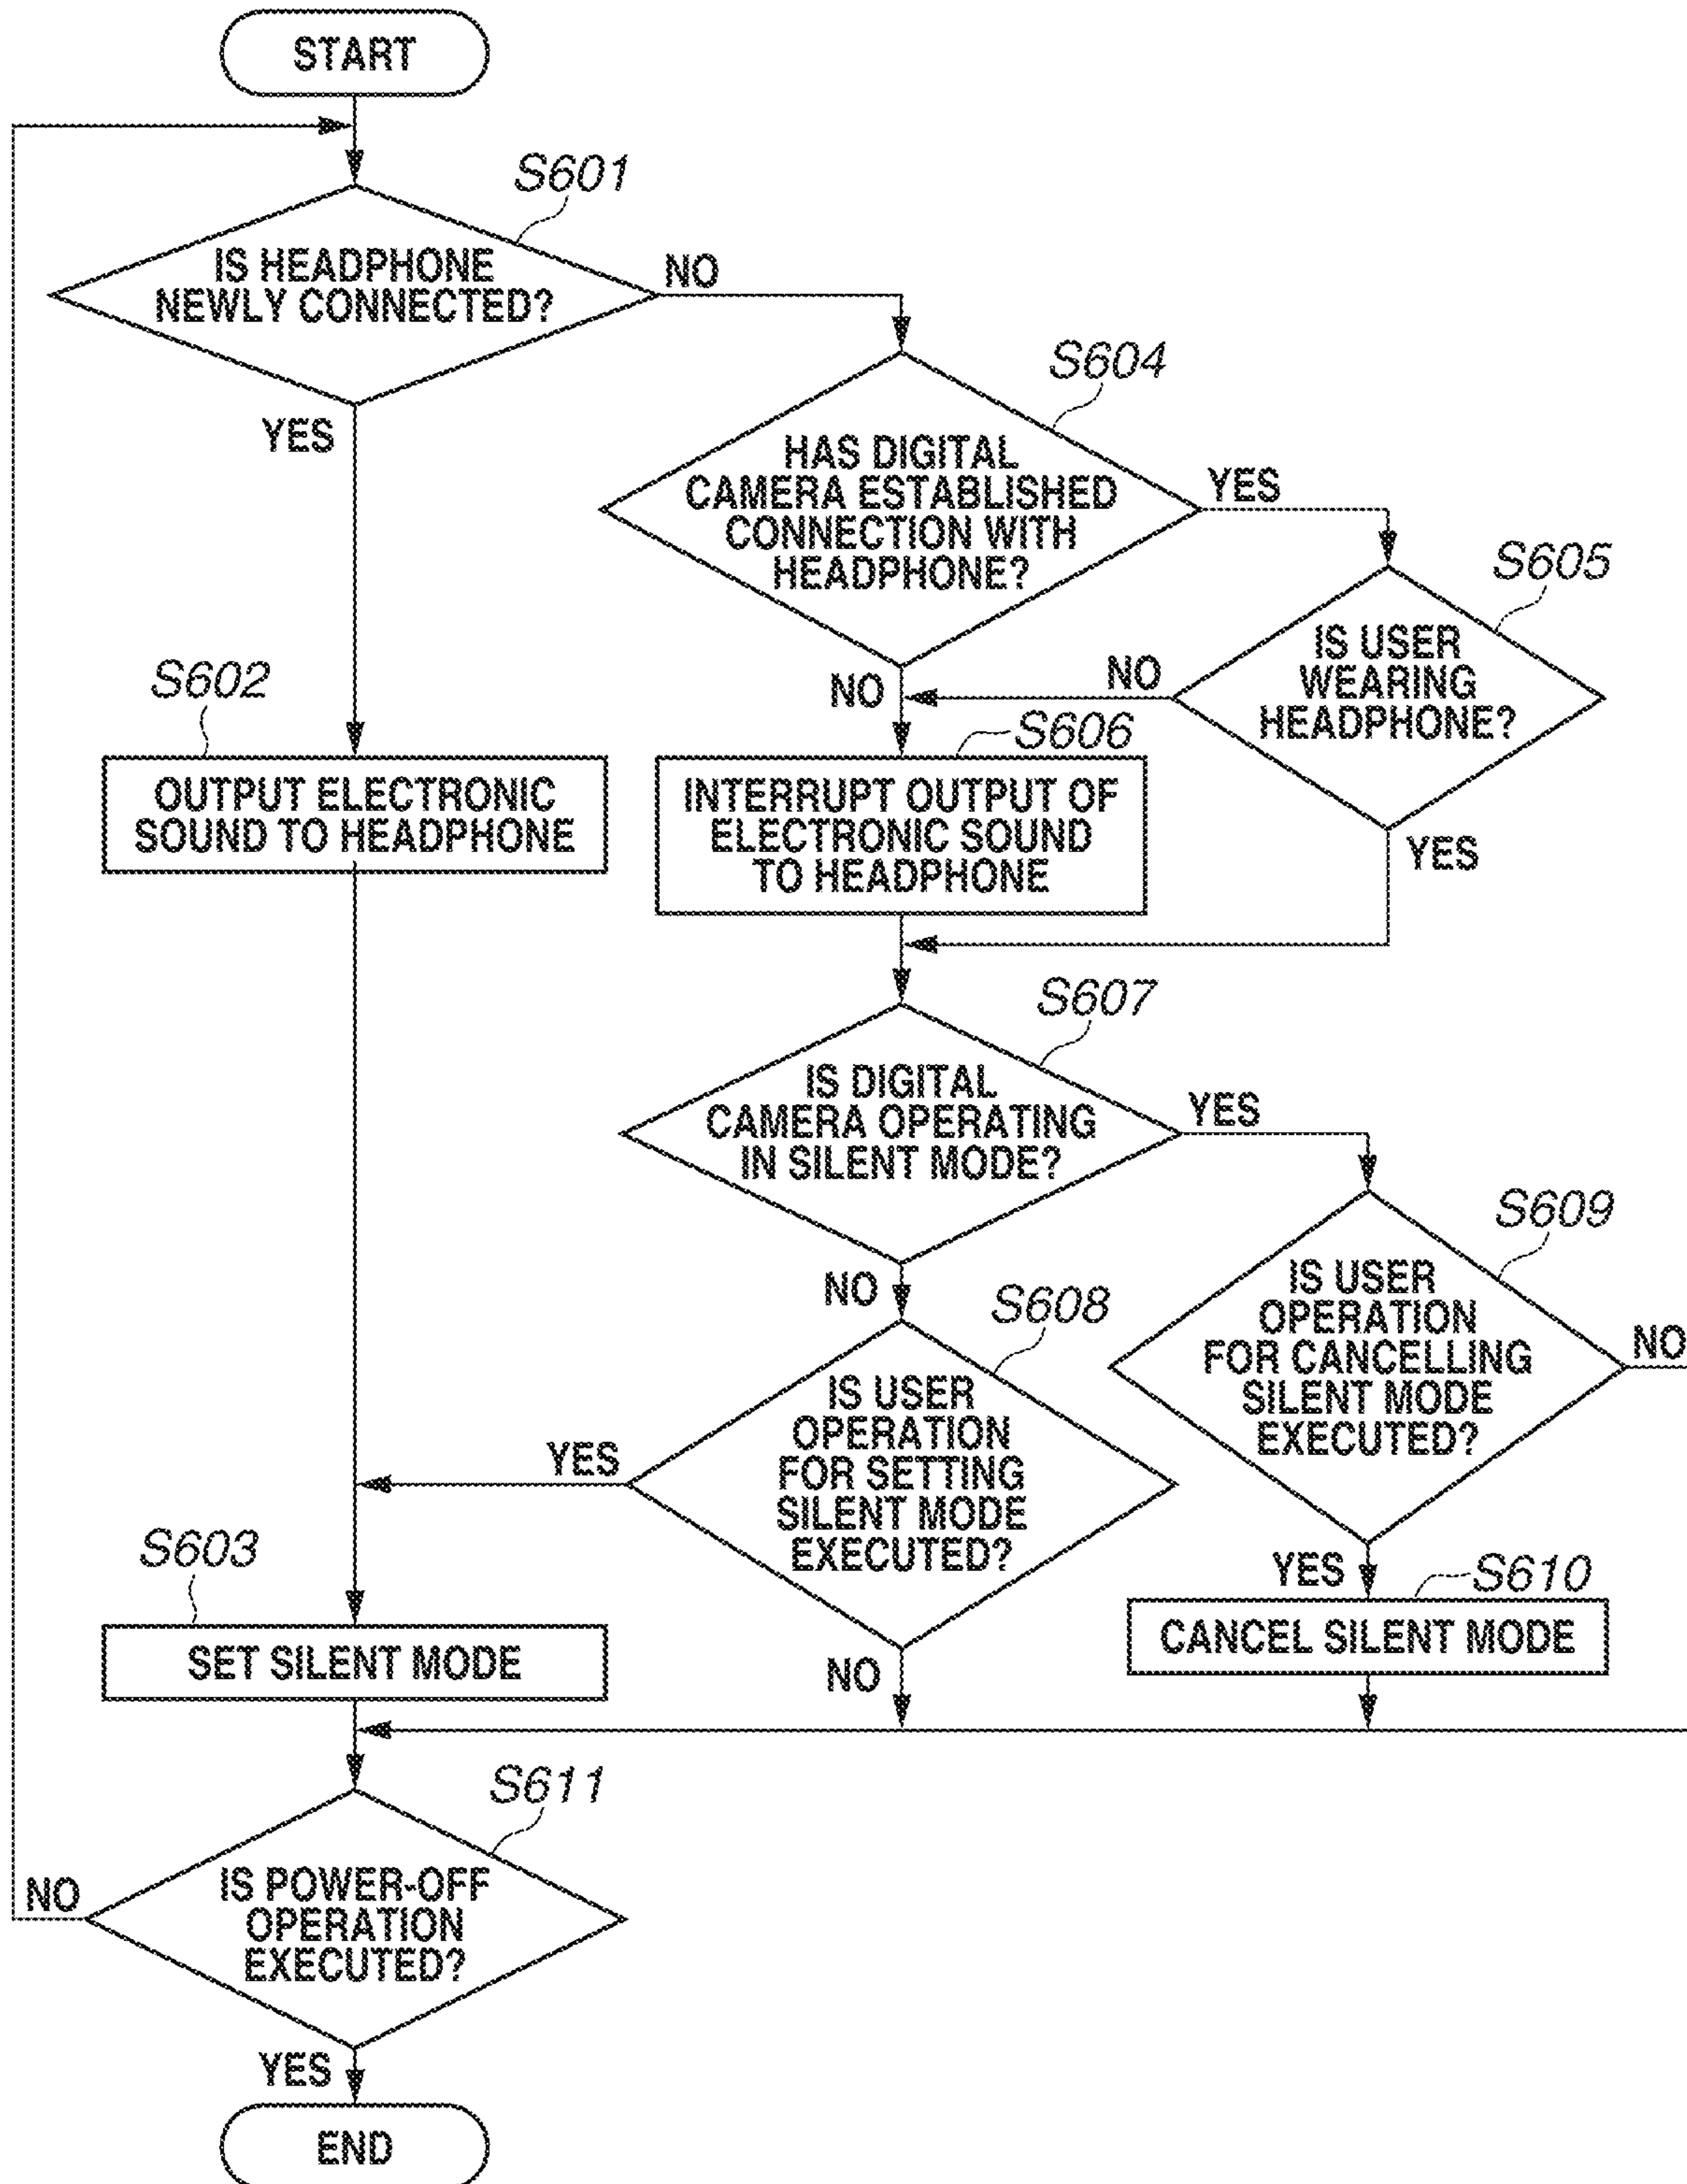 START
S601
IS HEADPHONE
NEWLY CONNECTED?
NO
YES
S604
HAS DIGITAL
CAMERA ESTABLISHED
CONNECTION WITH
HEADPHONE?
YES
NO
S605
IS USER
WEARING
HEADPHONE?
NO
YES
S602
OUTPUT ELECTRONIC
SOUND TO HEADPHONE
S606
INTERRUPT OUTPUT OF
ELECTRONIC SOUND
TO HEADPHONE
S607
IS DIGITAL
CAMERA OPERATING
IN SILENT MODE?
YES
NO
S609
IS USER
OPERATION
FOR CANCELLING
SILENT MODE
EXECUTED?
NO
YES
S608
IS USER
OPERATION
FOR SETTING
SILENT MODE
EXECUTED?
YES
NO
S603
SET SILENT MODE
S610
CANCEL SILENT MODE
S611
IS POWER-OFF
OPERATION
EXECUTED?
NO
YES
END